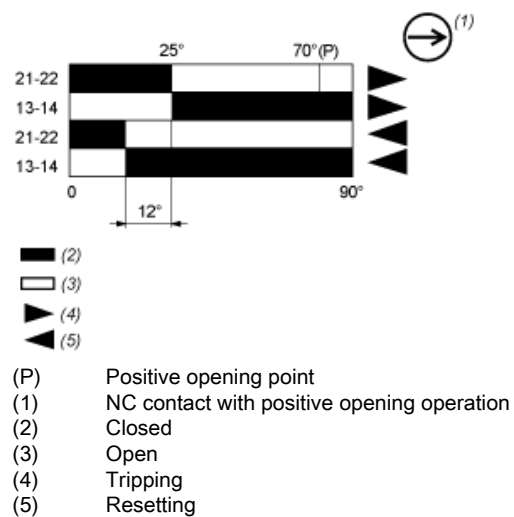 (1)
25° 70°(P)
21-22
13-14
21-22
13-14
0 90°
12°
(2)
(3)
(4)
(5)
(P) Positive opening point
(1) NC contact with positive opening operation
(2) Closed
(3) Open
(4) Tripping
(5) Resetting